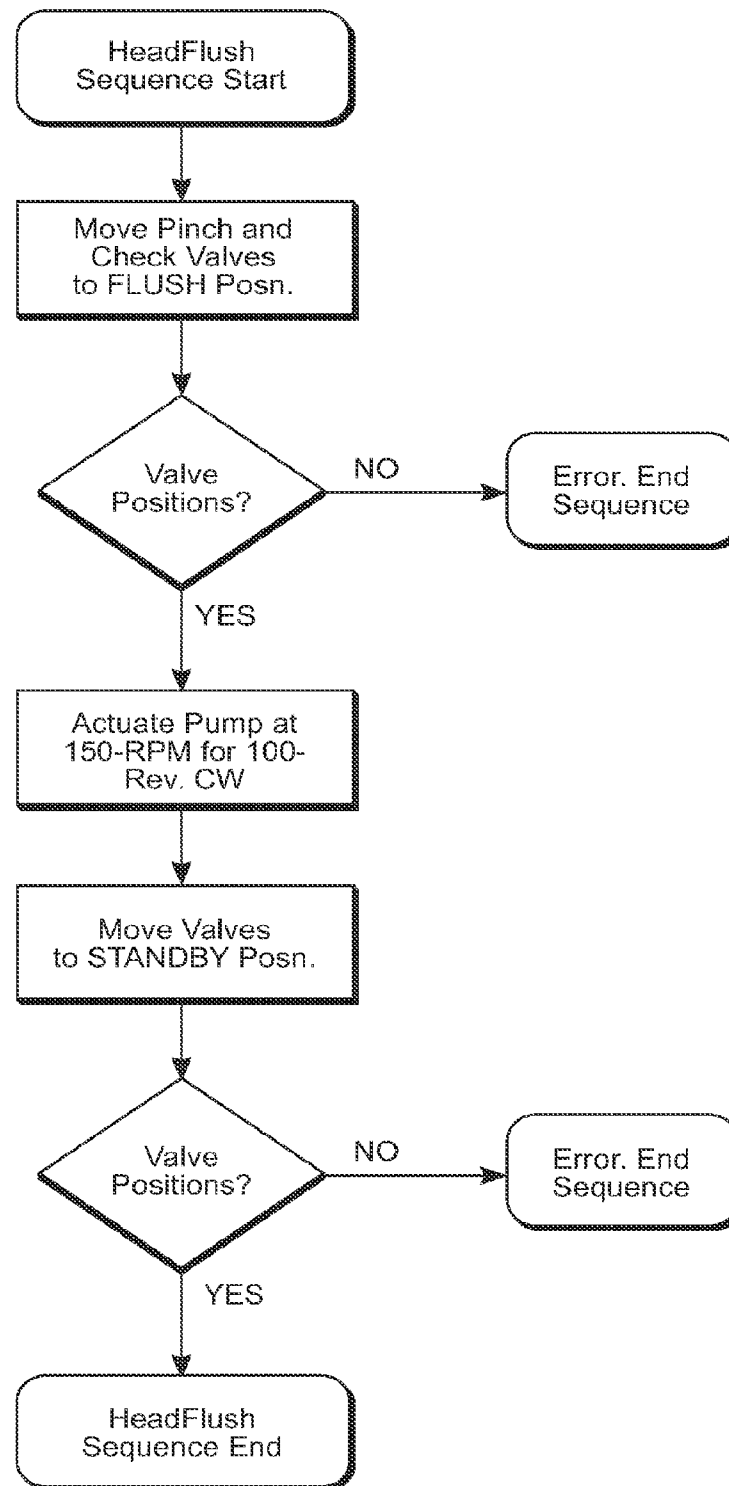 HeadFlush
Sequence Start
Move Pinch and
Check Valves
to FLUSH Posn.
Valve
Positions?
NO
Error. End
Sequence
YES
Actuate Pump at
150-RPM for 100-
Rev. CW
Move Valves
to STANDBY Posn.
Valve
Positions?
NO
Error. End
Sequence
YES
HeadFlush
Sequence End